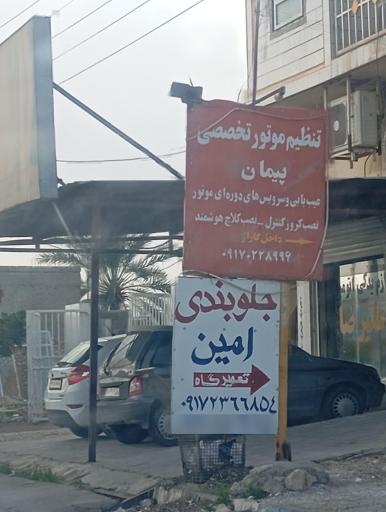 تنظیم موتور تخصصی
پیمان
عیب یابی و سرویس های دوره ای موتور
نصب کروز کنترل _ نصب کلاچ هوشمند
داخل گاراژ
۰۹۱۷۰۲۲۸۹۹۶
جلوبندی
امین
تعمیرگاه
۰۹۱۷۲۳۶۶۸۵۴